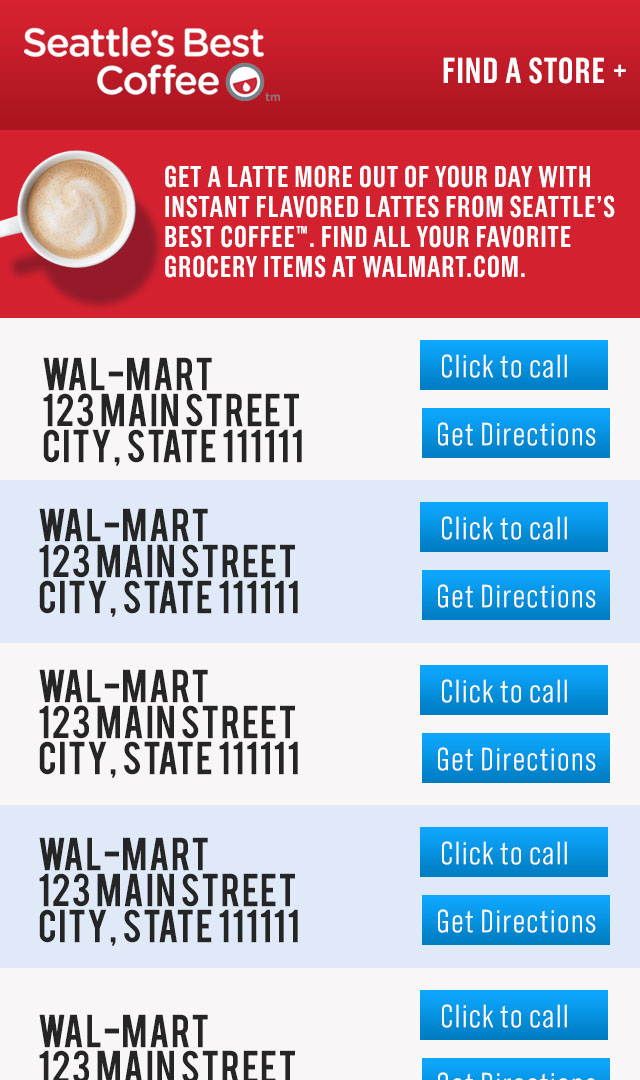 Seattle's Best
Coffee tm
FIND A STORE +
GET A LATTE MORE OUT OF YOUR DAY WITH
INSTANT FLAVORED LATTES FROM SEATTLE'S
BEST COFFEE™. FIND ALL YOUR FAVORITE
GROCERY ITEMS AT WALMART.COM.
WAL-MART
123 MAIN STREET
CITY, STATE 111111
Click to call
Get Directions
WAL-MART
123 MAIN STREET
CITY, STATE 111111
Click to call
Get Directions
WAL-MART
123 MAIN STREET
CITY, STATE 111111
Click to call
Get Directions
WAL-MART
123 MAIN STREET
CITY, STATE 111111
Click to call
Get Directions
WAL-MART
123 MAIN STREET
Click to call
Get Directions